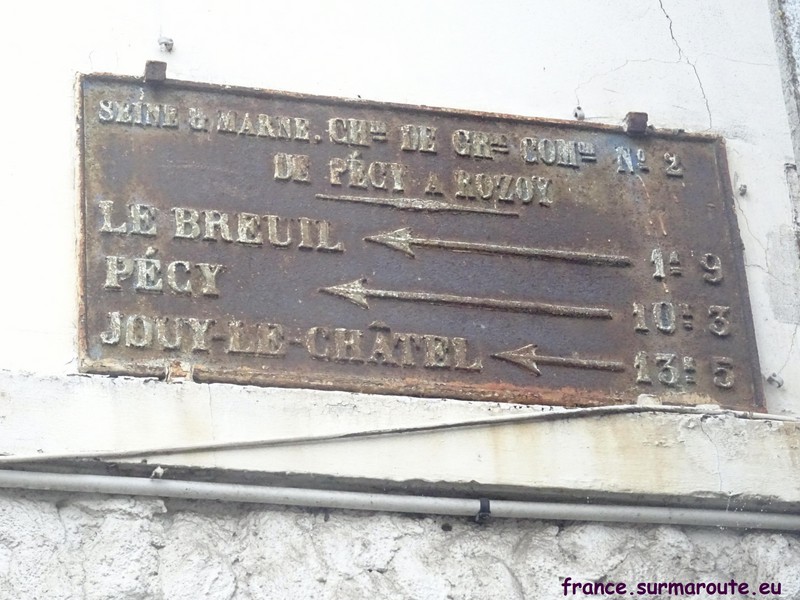 SEINE & MARNE. CHIN DE GRDE COMON NO 2
DE PÉCY A ROZOY
LE BREUIL 1K 9
PÉCY 10K 3
JOUY-LE-CHÂTEL 13K 5
france.surmaroute.eu